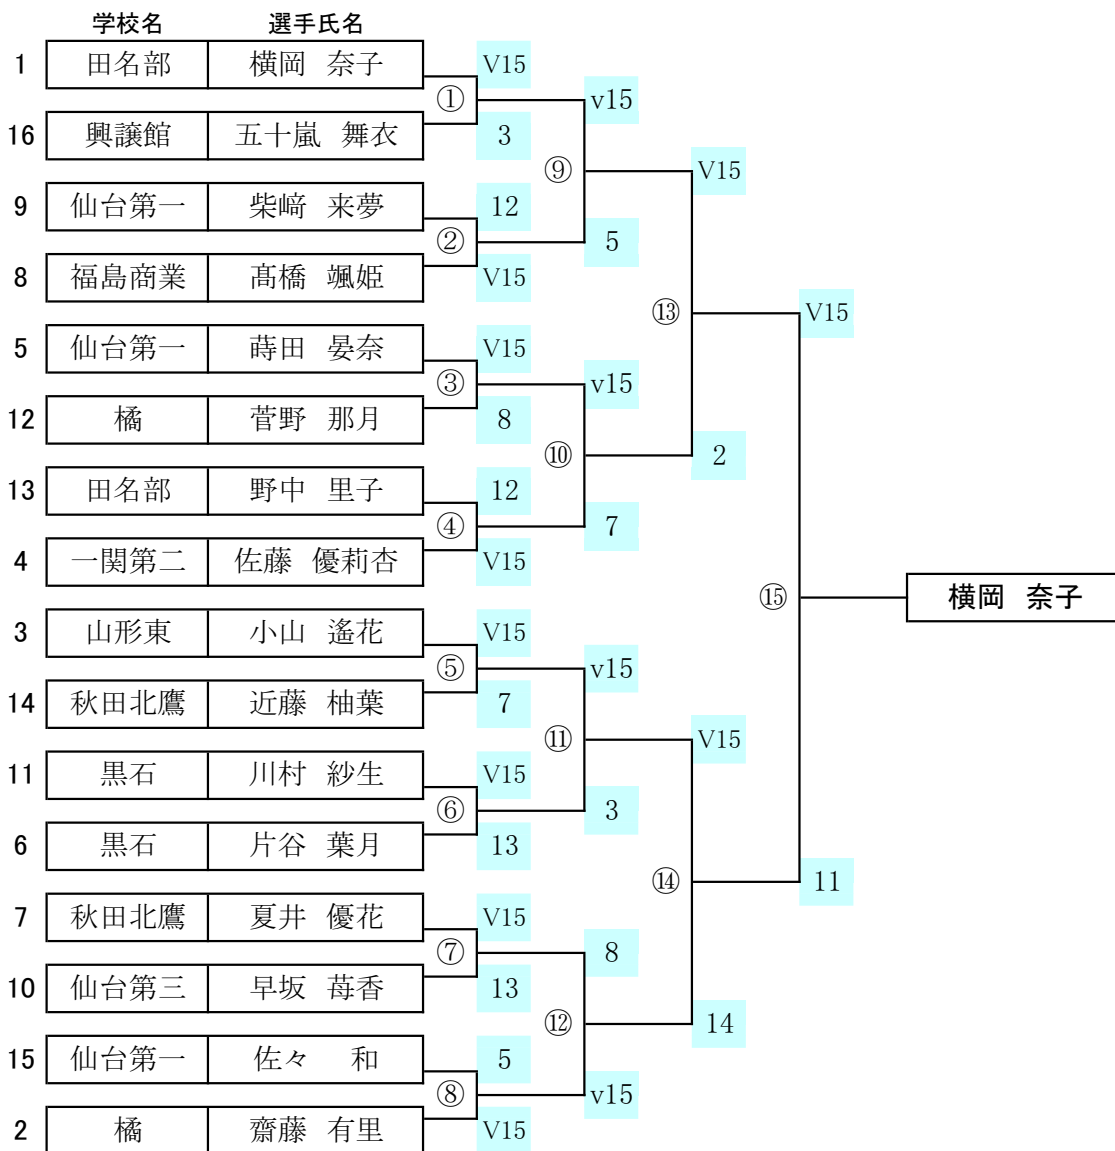 学校名 選手氏名
1 田名部 横岡 奈子 V15
① v15
16 興譲館 五十嵐 舞衣 3
⑨ V15
9 仙台第一 柴﨑 来夢 12
② 5
8 福島商業 髙橋 颯姫 V15
⑬ V15
5 仙台第一 蒔田 晏奈 V15
③ v15
12 橘 菅野 那月 8
⑩ 2
13 田名部 野中 里子 12
④ 7
4 一関第二 佐藤 優莉杏 V15
⑮ 横岡 奈子
3 山形東 小山 遙花 V15
⑤ v15
14 秋田北鷹 近藤 柚葉 7
⑪ V15
11 黒石 川村 紗生 V15
⑥ 3
6 黒石 片谷 葉月 13
⑭ 11
7 秋田北鷹 夏井 優花 V15
⑦ 8
10 仙台第三 早坂 苺香 13
⑫ 14
15 仙台第一 佐々 和 5
⑧ v15
2 橘 齋藤 有里 V15